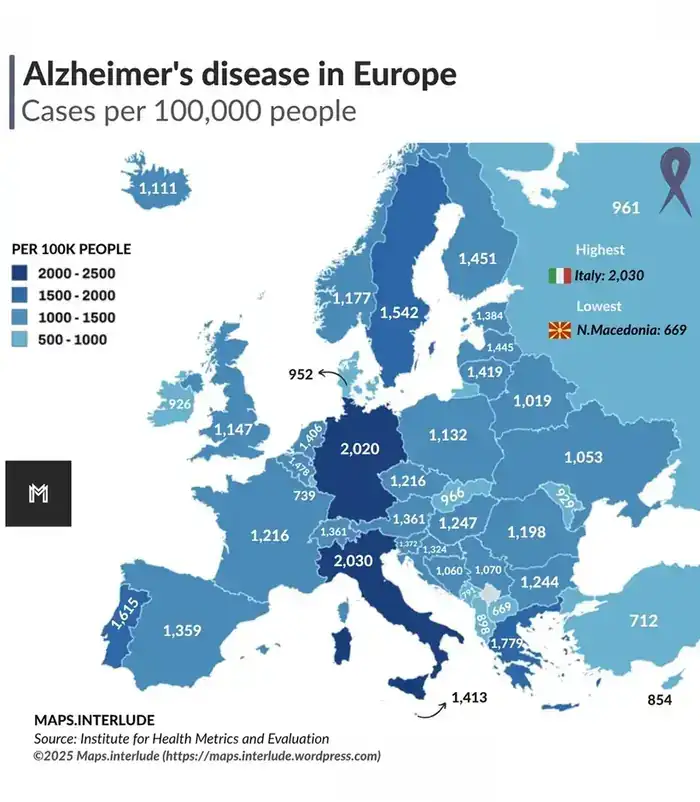 Alzheimer's disease in Europe
Cases per 100,000 people
1,111
961
PER 100K PEOPLE
2000 - 2500
1500 - 2000
1000 - 1500
500 - 1000
Highest
Italy: 2,030
Lowest
N.Macedonia: 669
1,451
1,177
1,542
1,384
1,445
1,419
952
926
1,147
1,019
1,406
2,020
1,132
1,478
739
1,053
1,216
966
929
1,216
1,361
1,361
1,247
1,198
2,030
1,372
1,324
1,060
1,070
1,244
1,615
1,359
669
898
712
1,779
854
1,413
M
MAPS.INTERLUDE
Source: Institute for Health Metrics and Evaluation
©2025 Maps.interlude (https://maps.interlude.wordpress.com)